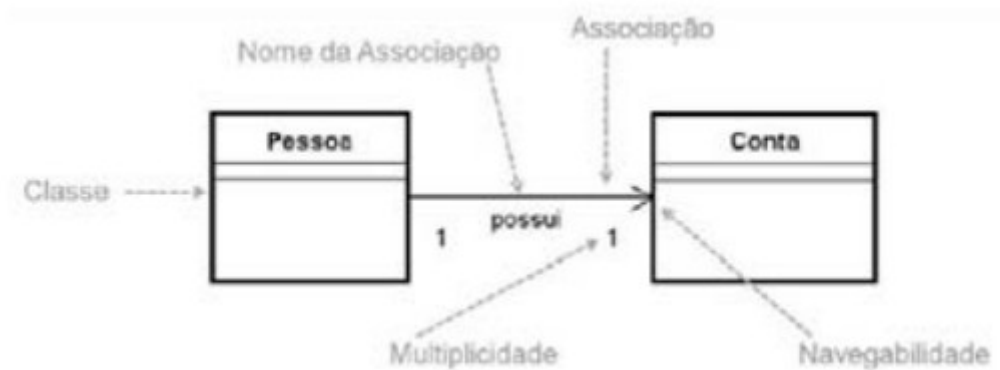 Associação
Nome da Associação
Pessoa
Conta
Classe
possui
1
1
Multiplicidade
Navegabilidade